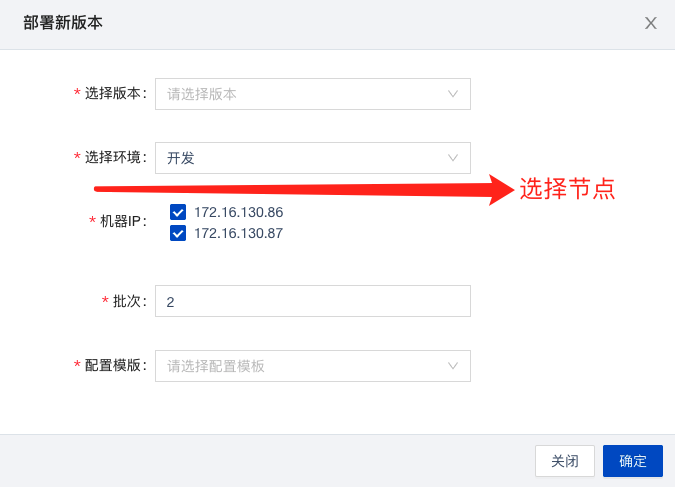 部署新版本 X
* 选择版本： 请选择版本
* 选择环境： 开发
选择节点
* 机器IP： 172.16.130.86
172.16.130.87
* 批次： 2
* 配置模版： 请选择配置模板
关闭 确定